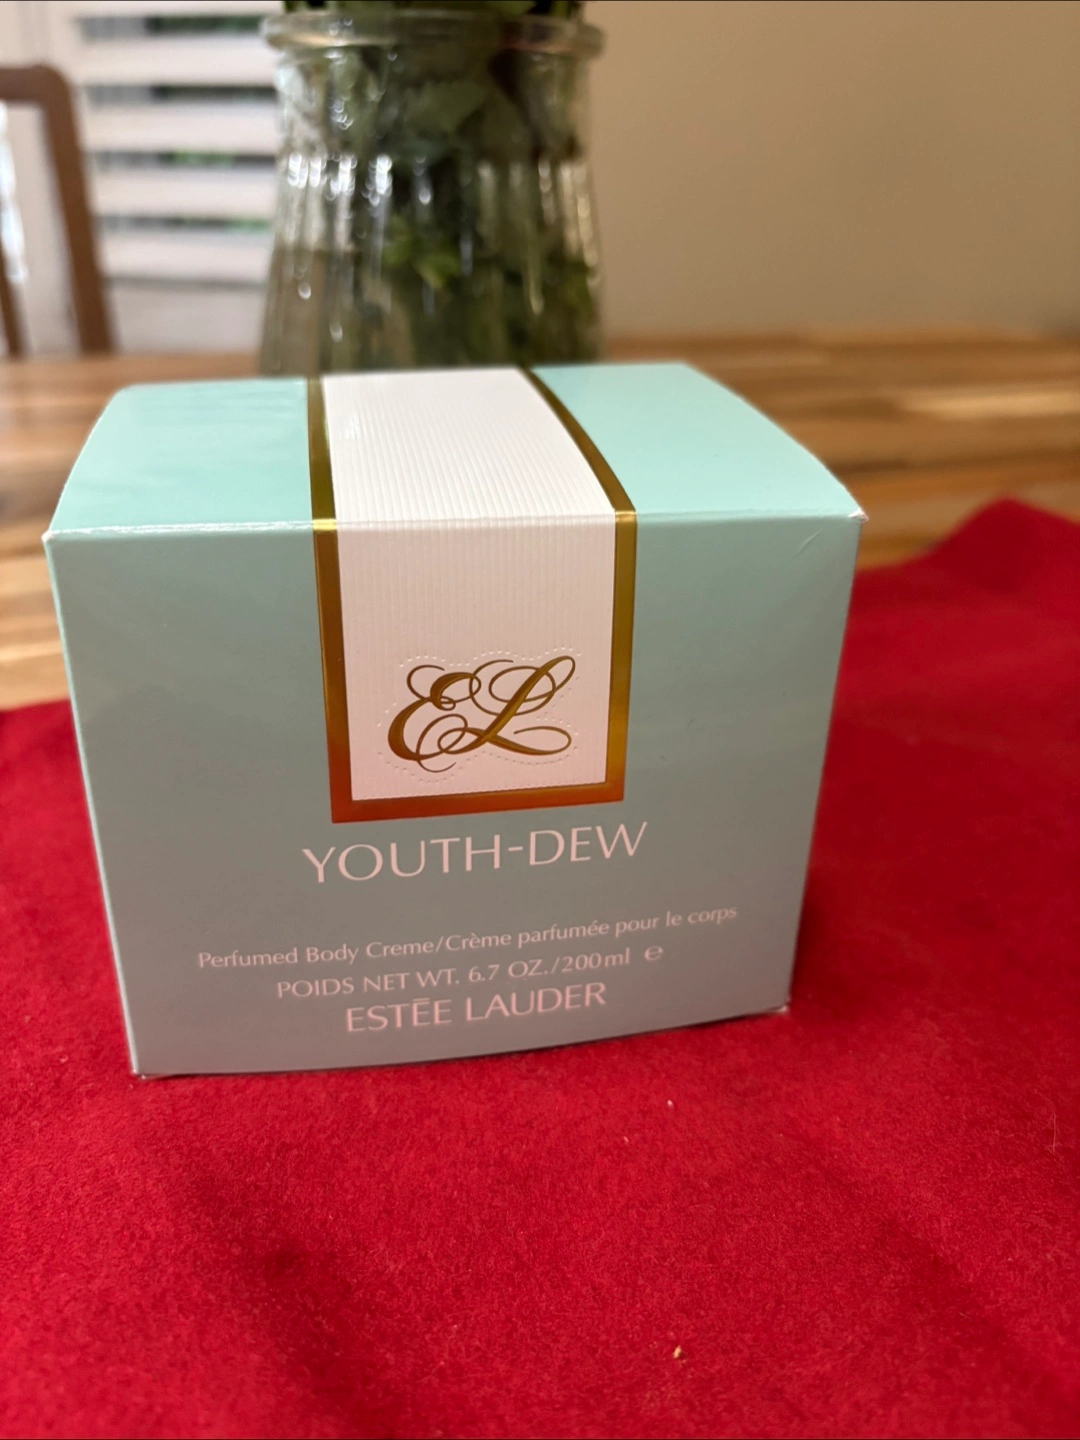 EL
YOUTH-DEW
Perfumed Body Creme/Crème parfumée pour le corps
POIDS NET WT. 6.7 OZ./200ml ℮
ESTĒE LAUDER